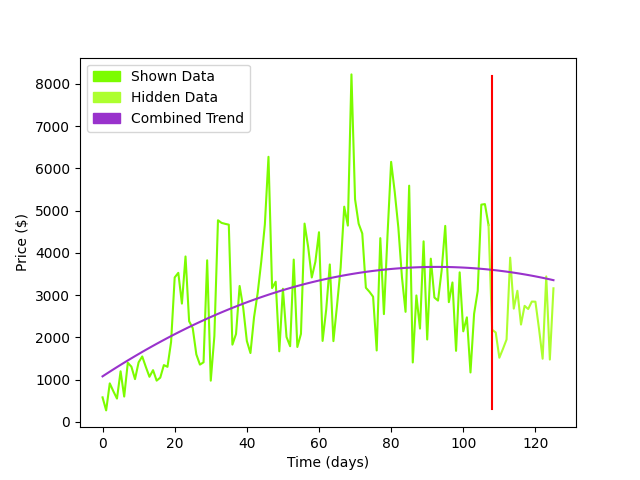 Shown Data
Hidden Data
Combined Trend
8000
7000
6000
5000
4000
3000
2000
1000
0
Price ($)
0 20 40 60 80 100 120
Time (days)